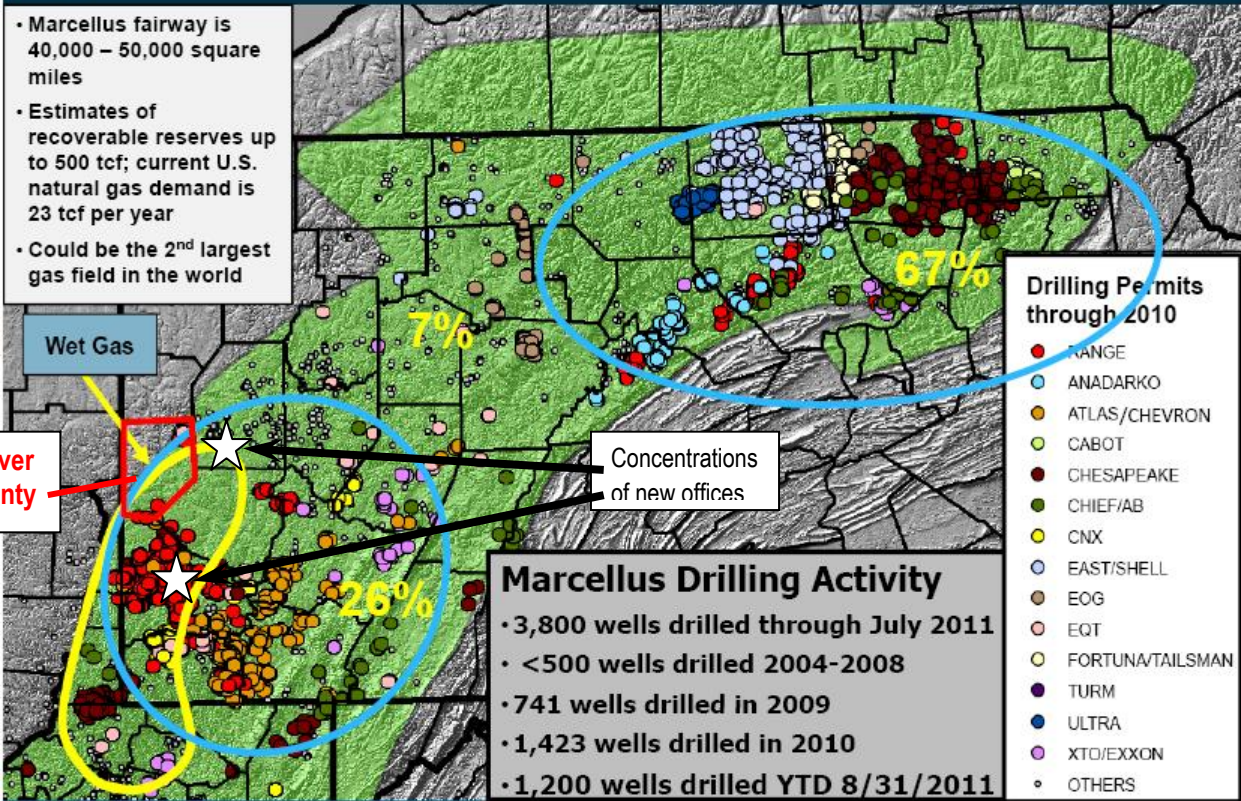 • Marcellus fairway is
40,000 – 50,000 square
miles
• Estimates of
recoverable reserves up
to 500 tcf; current U.S.
natural gas demand is
23 tcf per year
• Could be the 2nd largest
gas field in the world
Wet Gas
ver
nty
7%
67%
26%
Concentrations
of new offices
Drilling Permits
through 2010
RANGE
ANADARKO
ATLAS/CHEVRON
CABOT
CHESAPEAKE
CHIEF/AB
CNX
EAST/SHELL
EOG
EQT
FORTUNA/TAILSMAN
TURM
ULTRA
XTO/EXXON
OTHERS
Marcellus Drilling Activity
• 3,800 wells drilled through July 2011
• <500 wells drilled 2004-2008
• 741 wells drilled in 2009
• 1,423 wells drilled in 2010
• 1,200 wells drilled YTD 8/31/2011